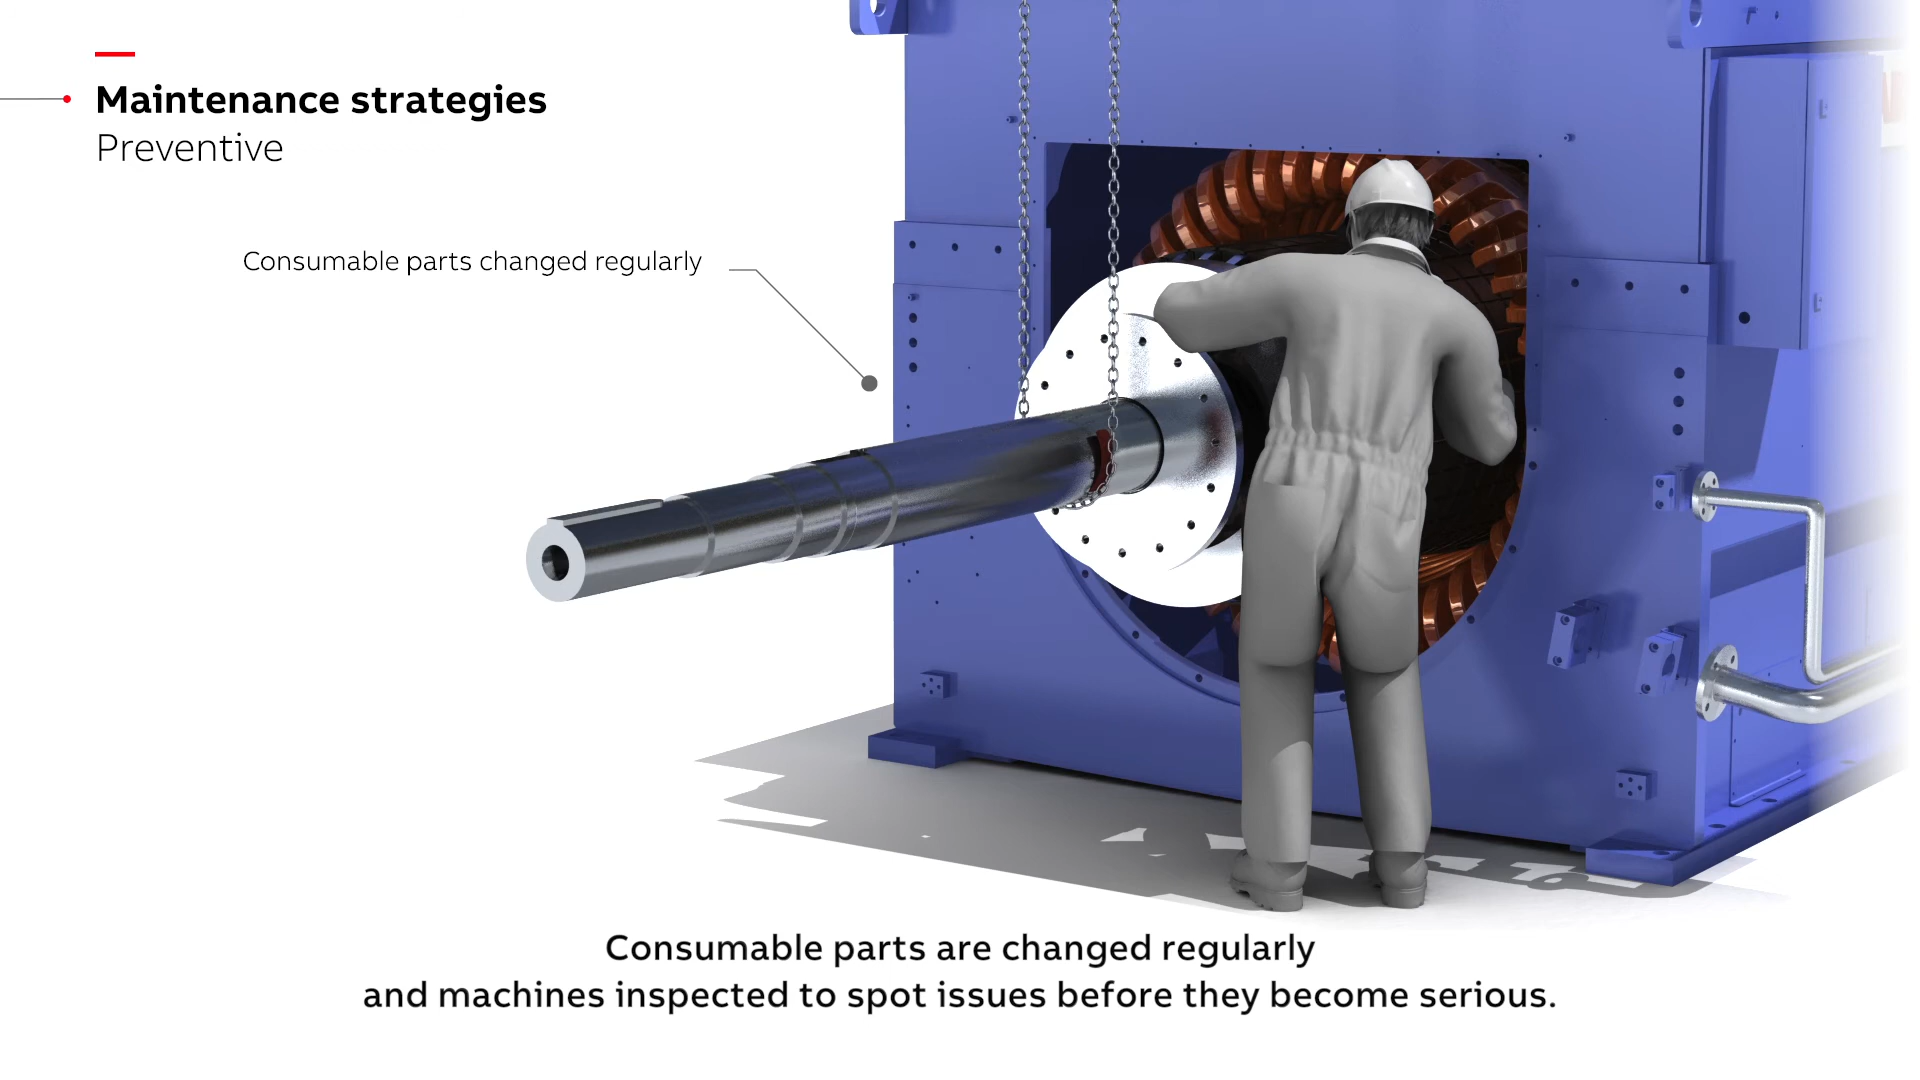 Maintenance strategies
Preventive
Consumable parts changed regularly
Consumable parts are changed regularly
and machines inspected to spot issues before they become serious.